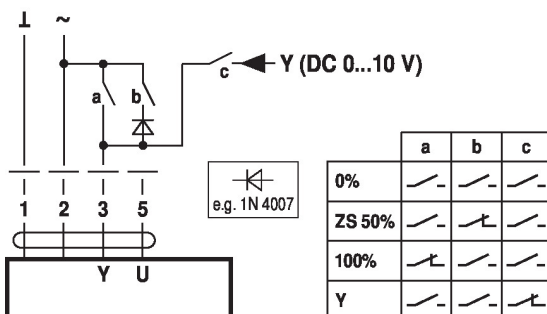 ⊥ ~
Y (DC 0...10 V)
c
a b
e.g. 1N 4007
1 2 3 5
Y U
a b c
0%
ZS 50%
100%
Y